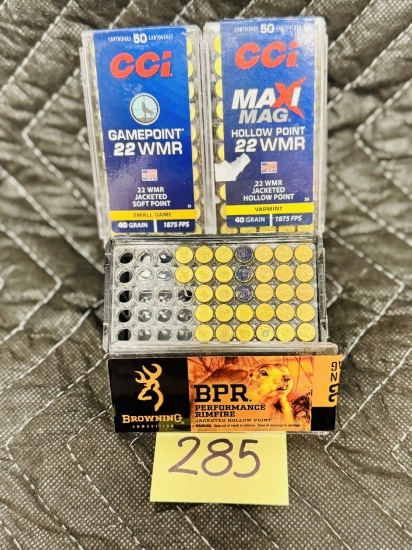 CARTRIDGES 50 CARTOUCHES
CCI
GAMEPOINT
22 WMR
22 WMR
JACKETED
SOFT POINT
SMALL GAME
40 GRAIN 1875 FPS
CARTRIDGES 50 CARTOUCHES
CCI
MAXI
MAG
HOLLOW POINT
22 WMR
22 WMR
JACKETED
HOLLOW POINT
VARMINT
40 GRAIN 1875 FPS
BROWNING
AMMUNITION
BPR
PERFORMANCE
RIMFIRE
JACKETED HOLLOW POINT
285